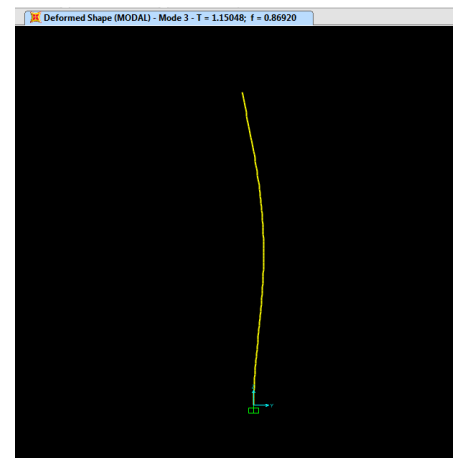 Deformed Shape (MODAL) - Mode 3 - T = 1.15048; f = 0.86920